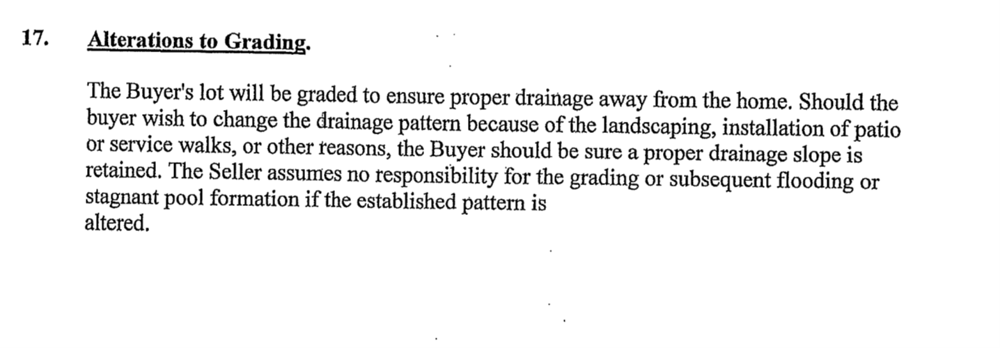 17. Alterations to Grading.
The Buyer's lot will be graded to ensure proper drainage away from the home. Should the
buyer wish to change the drainage pattern because of the landscaping, installation of patio
or service walks, or other reasons, the Buyer should be sure a proper drainage slope is
retained. The Seller assumes no responsibility for the grading or subsequent flooding or
stagnant pool formation if the established pattern is
altered.